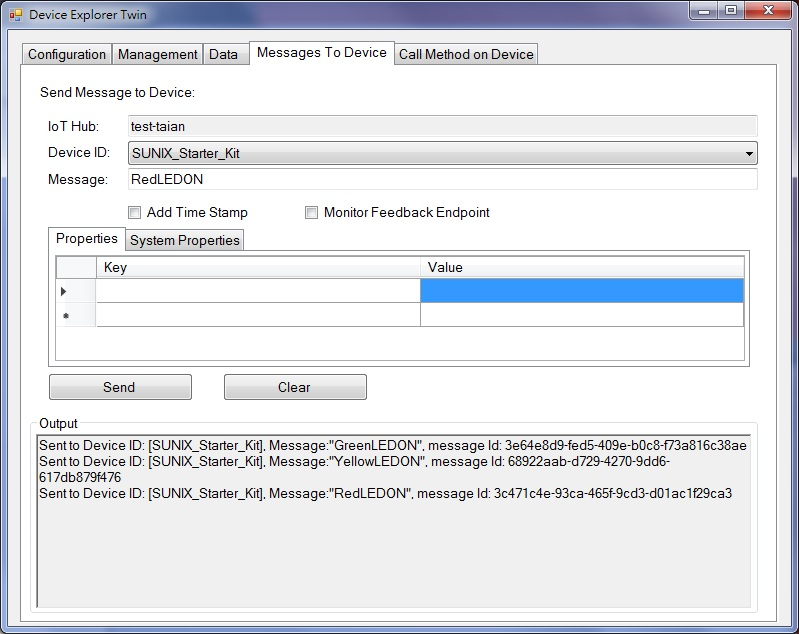 Device Explorer Twin
Configuration Management Data Messages To Device Call Method on Device
Send Message to Device:
IoT Hub: test-taian
Device ID: SUNIX_Starter_Kit
Message: RedLEDON
Add Time Stamp Monitor Feedback Endpoint
Properties System Properties
Key Value
Send Clear
Output
Sent to Device ID: [SUNIX_Starter_Kit], Message:"GreenLEDON", message Id: 3e64e8d9-fed5-409e-b0c8-f73a816c38ae
Sent to Device ID: [SUNIX_Starter_Kit], Message:"YellowLEDON", message Id: 68922aab-d729-4270-9dd6-
617db879f476
Sent to Device ID: [SUNIX_Starter_Kit], Message:"RedLEDON", message Id: 3c471c4e-93ca-465f-9cd3-d01ac1f29ca3